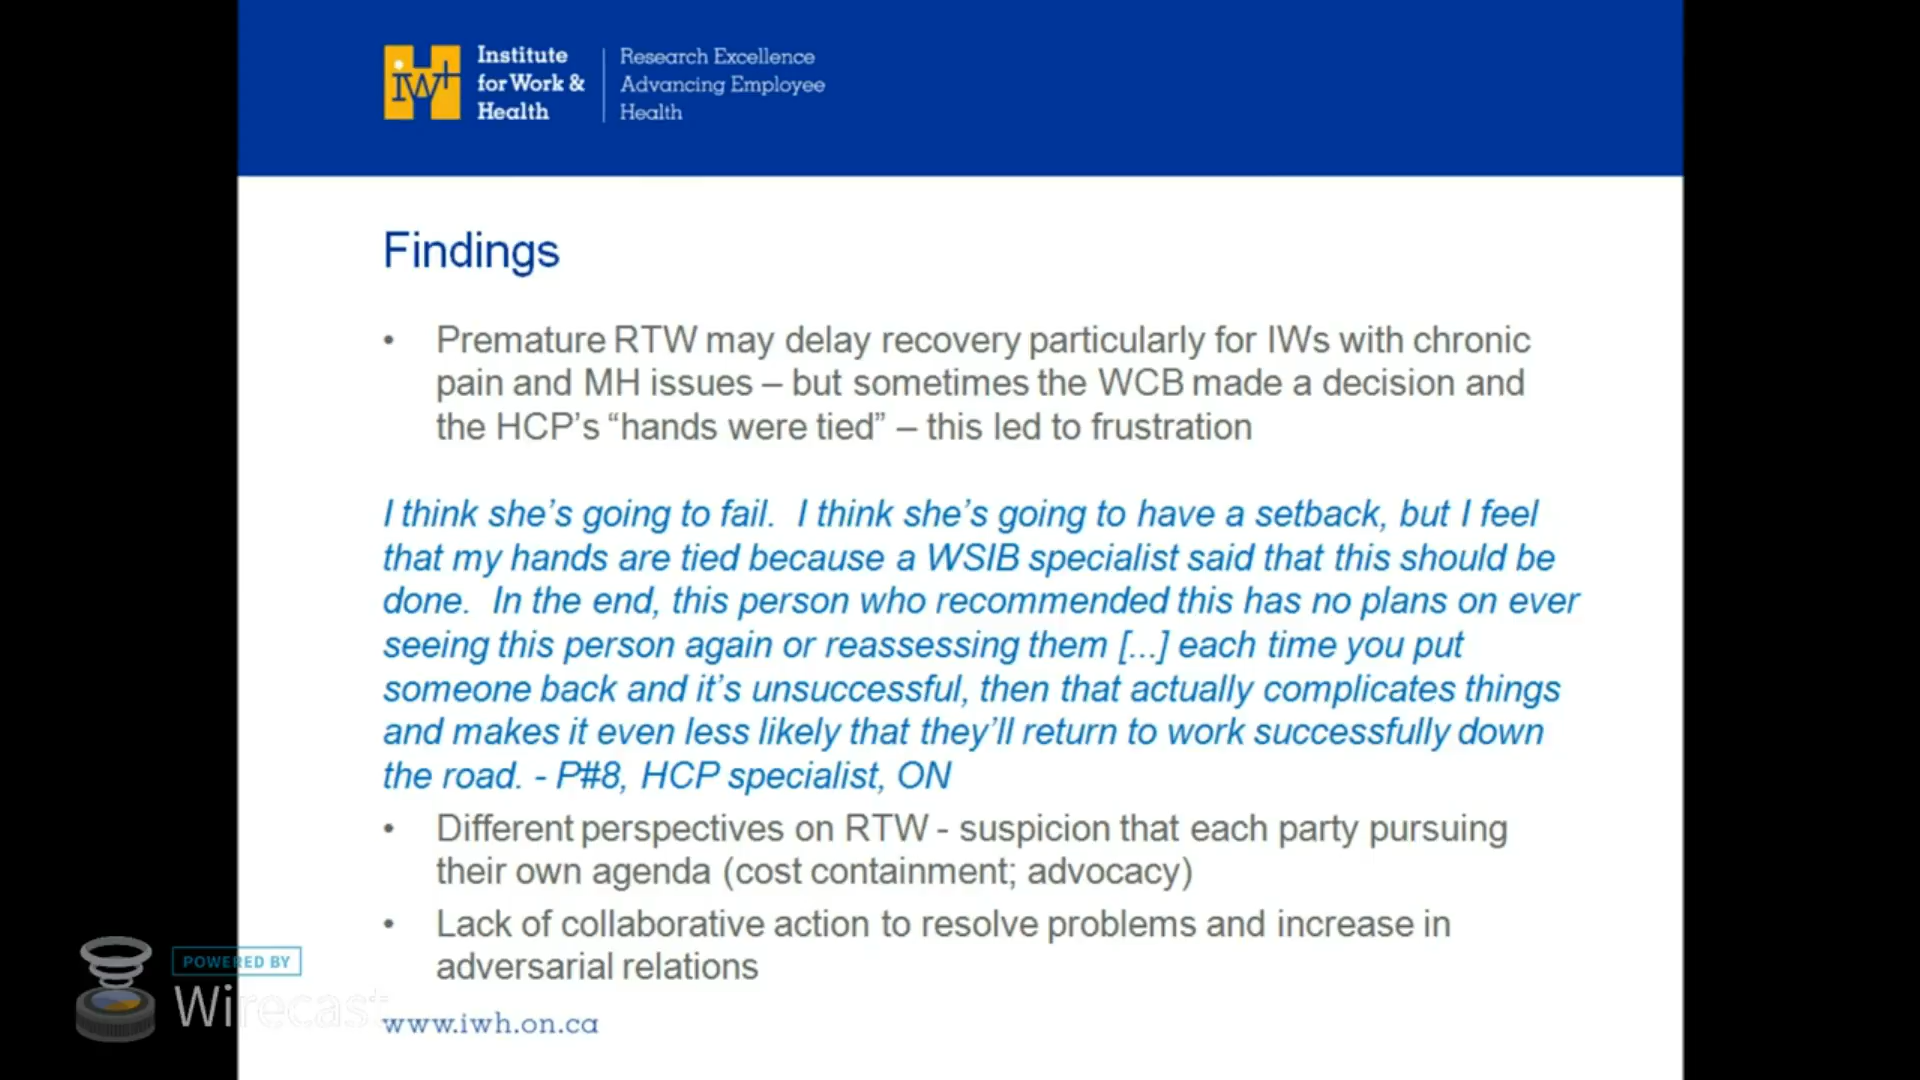 iw+
Institute
for Work &
Health
Research Excellence
Advancing Employee
Health
Findings
• Premature RTW may delay recovery particularly for IWs with chronic
pain and MH issues – but sometimes the WCB made a decision and
the HCP’s “hands were tied” – this led to frustration
I think she’s going to fail.  I think she’s going to have a setback, but I feel
that my hands are tied because a WSIB specialist said that this should be
done.  In the end, this person who recommended this has no plans on ever
seeing this person again or reassessing them [...] each time you put
someone back and it’s unsuccessful, then that actually complicates things
and makes it even less likely that they’ll return to work successfully down
the road. - P#8, HCP specialist, ON
• Different perspectives on RTW - suspicion that each party pursuing
their own agenda (cost containment; advocacy)
• Lack of collaborative action to resolve problems and increase in
adversarial relations
POWERED BY
Wirecast
www.iwh.on.ca